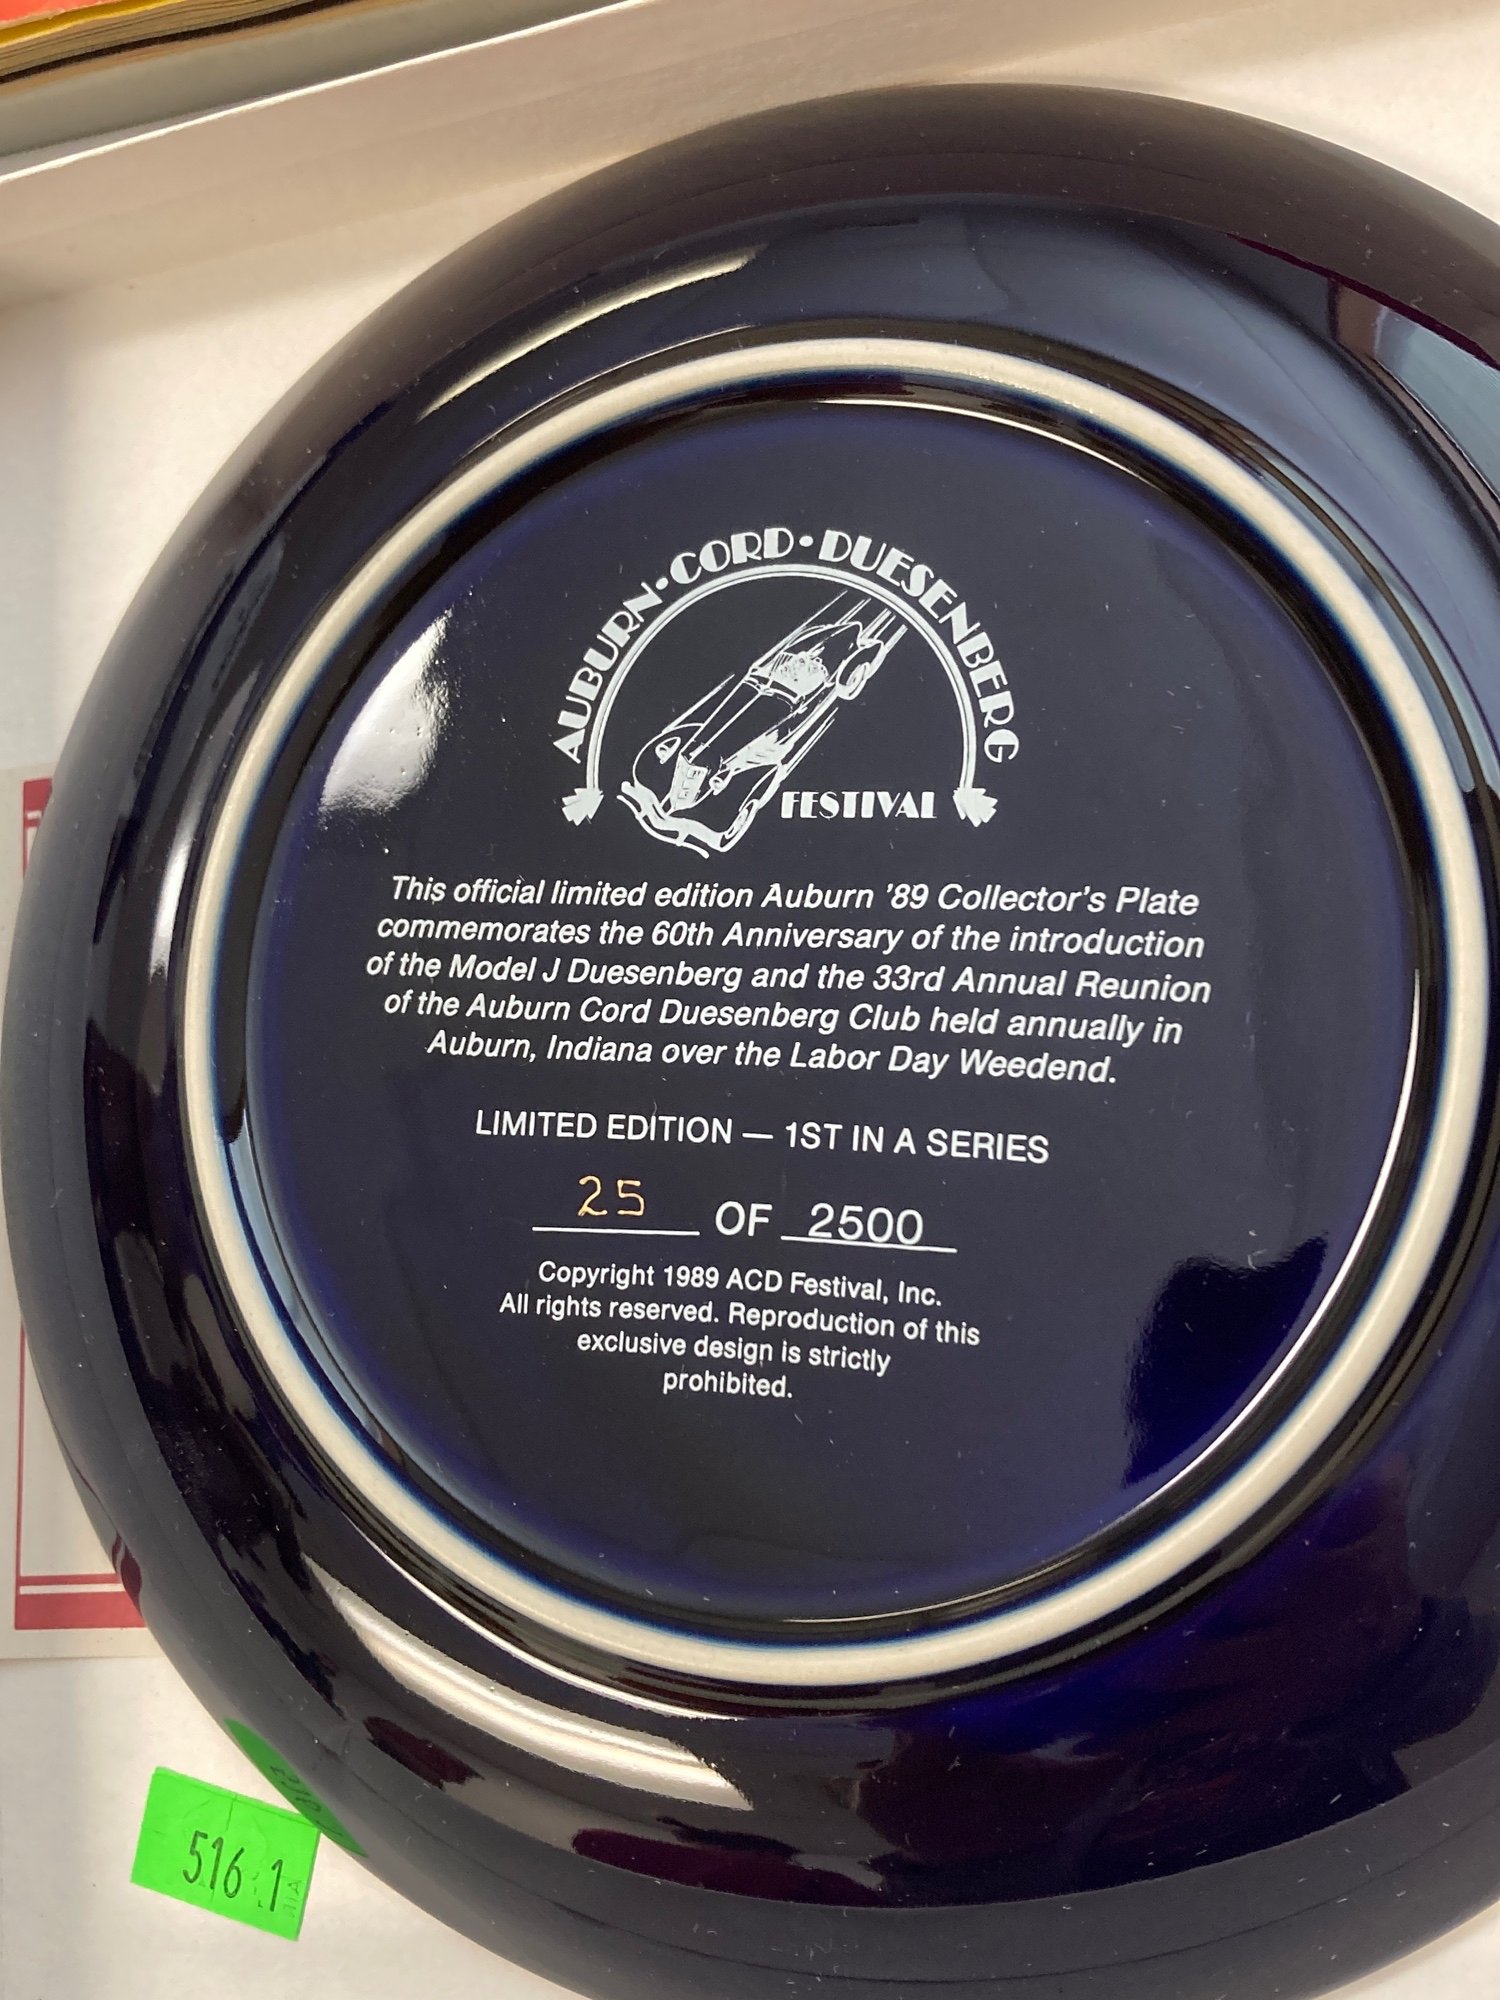 AUBURN • CORD • DUESENBERG
FESTIVAL
This official limited edition Auburn '89 Collector's Plate
commemorates the 60th Anniversary of the introduction
of the Model J Duesenberg and the 33rd Annual Reunion
of the Auburn Cord Duesenberg Club held annually in
Auburn, Indiana over the Labor Day Weedend.
LIMITED EDITION — 1ST IN A SERIES
25 OF 2500
Copyright 1989 ACD Festival, Inc.
All rights reserved. Reproduction of this
exclusive design is strictly
prohibited.
516 1